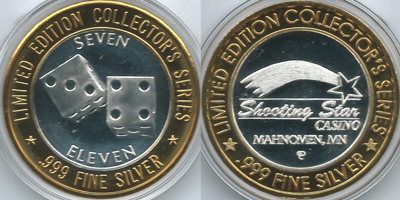 LIMITED EDITION COLLECTOR'S SERIES
SEVEN
ELEVEN
.999 FINE SILVER
LIMITED EDITION COLLECTOR'S SERIES
Shooting Star
CASINO
MAHNOMEN, MN
P
.999 FINE SILVER